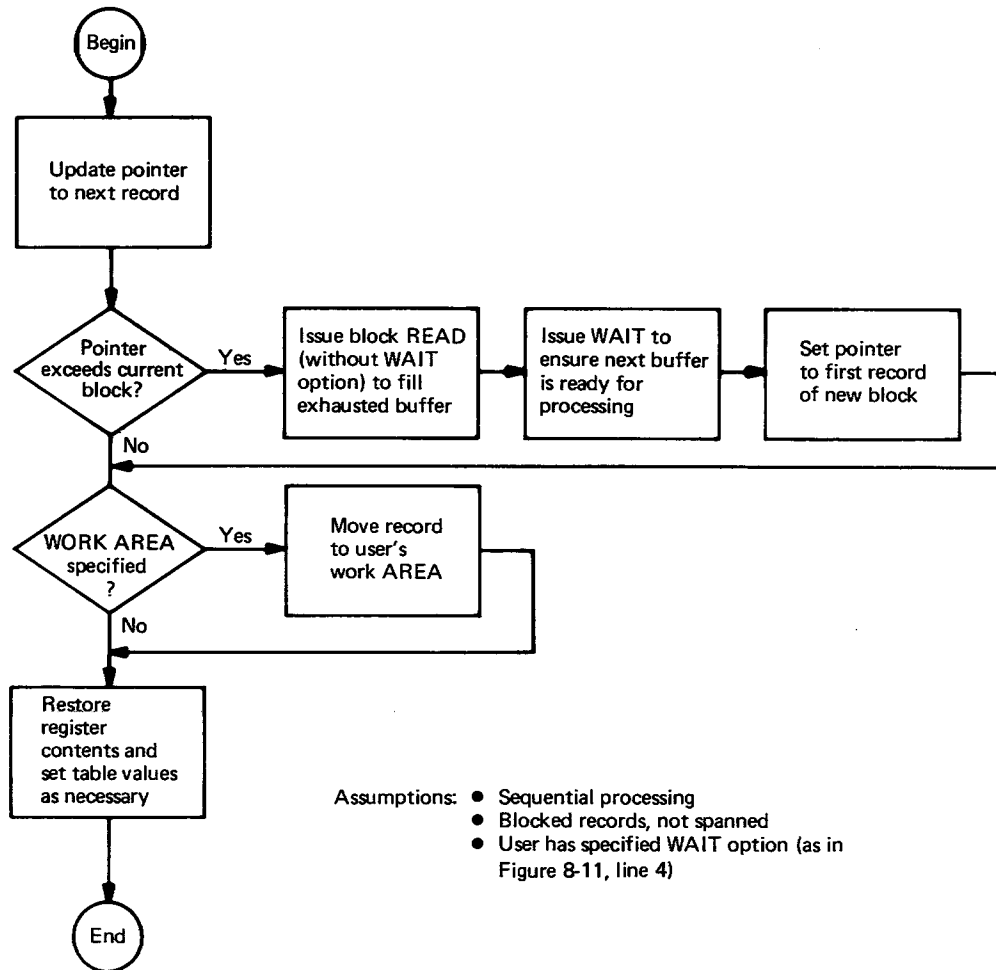 Begin
Update pointer
to next record
Pointer
exceeds current
block?
Yes
Issue block READ
(without WAIT
option) to fill
exhausted buffer
Issue WAIT to
ensure next buffer
is ready for
processing
Set pointer
to first record
of new block
No
WORK AREA
specified
?
Yes
Move record
to user's
work AREA
No
Restore
register
contents and
set table values
as necessary
Assumptions: ● Sequential processing
● Blocked records, not spanned
● User has specified WAIT option (as in
Figure 8-11, line 4)
End